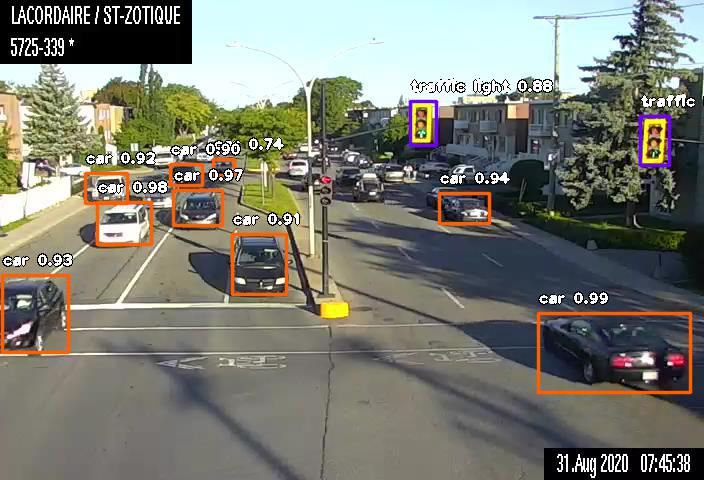 LACORDAIRE / ST-ZOTIQUE
5725-339 *
traffic light 0.88
traffic
car 0.90
0.74
car 0.92
car 0.97
car 0.94
car 0.98
car 0.91
car 0.93
car 0.99
31.Aug 2020 07:45:38